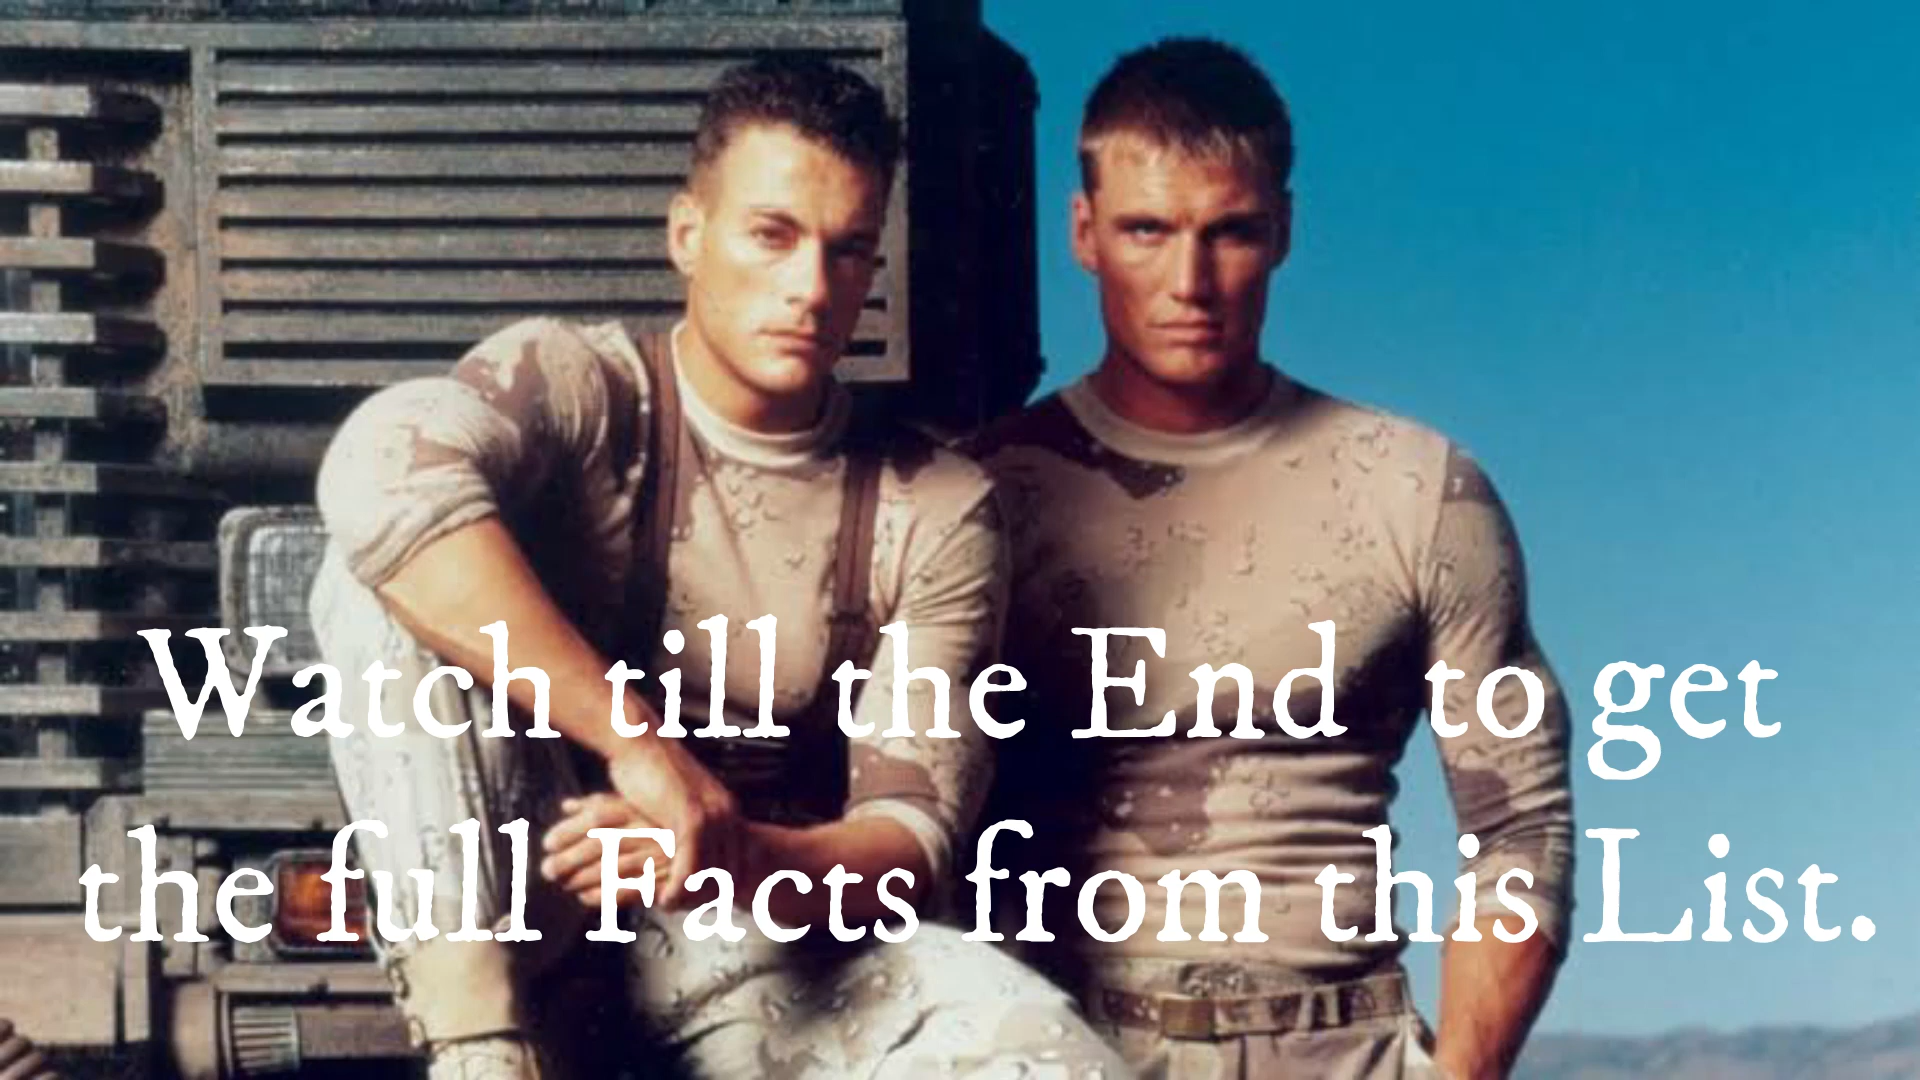 Watch till the End to get
the full Facts from this List.